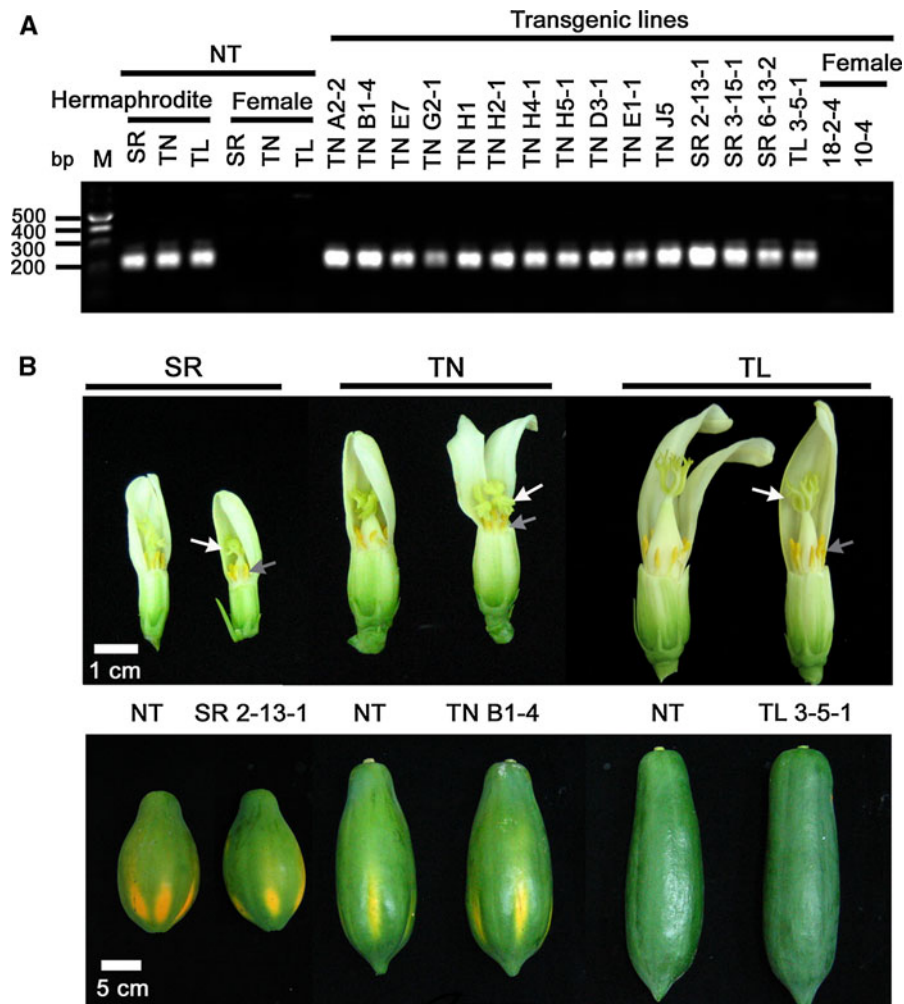 A
Transgenic lines
NT
Female
Hermaphrodite Female
bp M SR TN TL SR TN TL TN A2-2 TN B1-4 TN E7 TN G2-1 TN H1 TN H2-1 TN H4-1 TN H5-1 TN D3-1 TN E1-1 TN J5 SR 2-13-1 SR 3-15-1 SR 6-13-2 TL 3-5-1 18-2-4 10-4
500
400
300
200
B
SR TN TL
1 cm
NT SR 2-13-1 NT TN B1-4 NT TL 3-5-1
5 cm